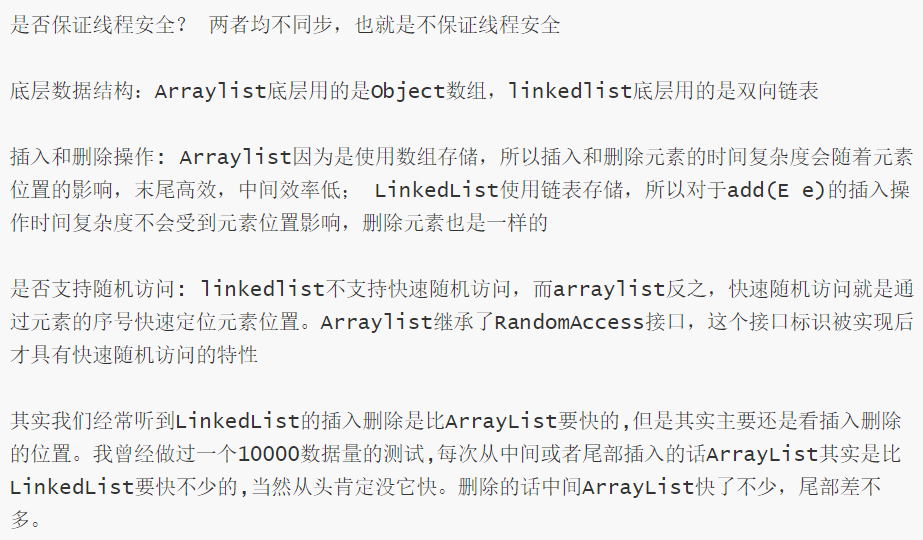 是否保证线程安全？ 两者均不同步，也就是不保证线程安全
底层数据结构：Arraylist底层用的是Object数组，linkedlist底层用的是双向链表
插入和删除操作: Arraylist因为是使用数组存储，所以插入和删除元素的时间复杂度会随着元素
位置的影响，末尾高效，中间效率低； LinkedList使用链表存储，所以对于add(E e)的插入操
作时间复杂度不会受到元素位置影响，删除元素也是一样的
是否支持随机访问: linkedlist不支持快速随机访问，而arraylist反之，快速随机访问就是通
过元素的序号快速定位元素位置。Arraylist继承了RandomAccess接口，这个接口标识被实现后
才具有快速随机访问的特性
其实我们经常听到LinkedList的插入删除是比ArrayList要快的,但是其实主要还是看插入删除
的位置。我曾经做过一个10000数据量的测试,每次从中间或者尾部插入的话ArrayList其实是比
LinkedList要快不少的,当然从头肯定没它快。删除的话中间ArrayList快了不少，尾部差不
多。